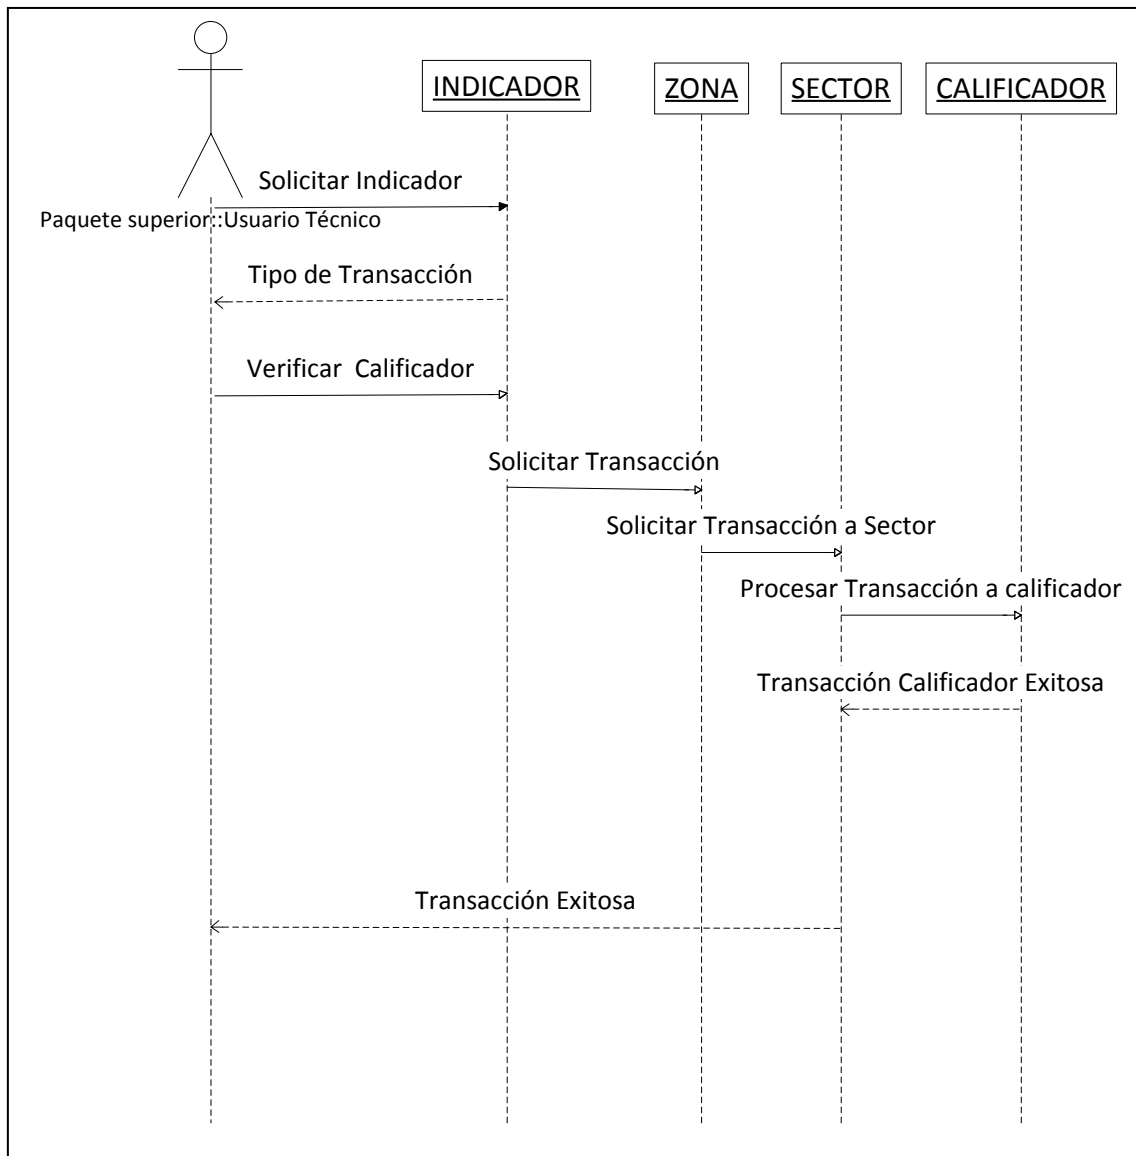 INDICADOR
ZONA
SECTOR
CALIFICADOR
Solicitar Indicador
Paquete superior::Usuario Técnico
Tipo de Transacción
Verificar Calificador
Solicitar Transacción
Solicitar Transacción a Sector
Procesar Transacción a calificador
Transacción Calificador Exitosa
Transacción Exitosa